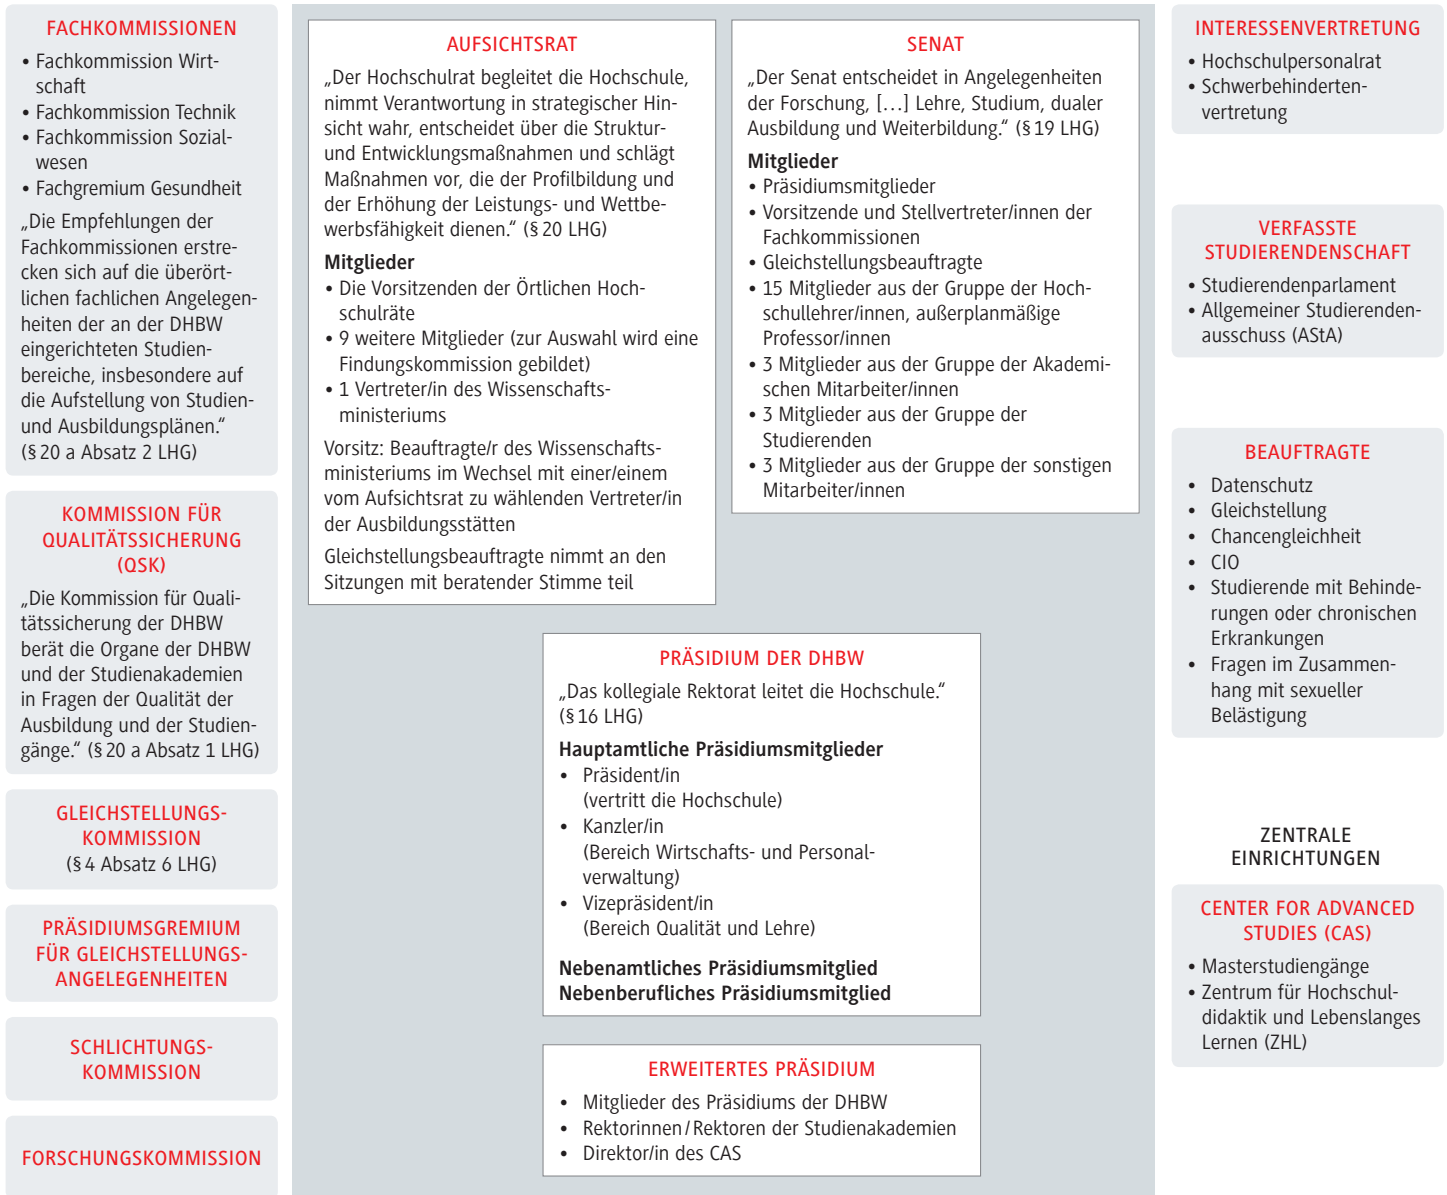 FACHKOMMISSIONEN
• Fachkommission Wirt-
schaft
• Fachkommission Technik
• Fachkommission Sozial-
wesen
• Fachgremium Gesundheit
„Die Empfehlungen der
Fachkommissionen erstre-
cken sich auf die überört-
lichen fachlichen Angelegen-
heiten der an der DHBW
eingerichteten Studien-
bereiche, insbesondere auf
die Aufstellung von Studien-
und Ausbildungsplänen.“
(§ 20 a Absatz 2 LHG)
KOMMISSION FÜR
QUALITÄTSSICHERUNG
(QSK)
„Die Kommission für Quali-
tätssicherung der DHBW
berät die Organe der DHBW
und der Studienakademien
in Fragen der Qualität der
Ausbildung und der Studien-
gänge.“ (§ 20 a Absatz 1 LHG)
GLEICHSTELLUNGS-
KOMMISSION
(§ 4 Absatz 6 LHG)
PRÄSIDIUMSGREMIUM
FÜR GLEICHSTELLUNGS-
ANGELEGENHEITEN
SCHLICHTUNGS-
KOMMISSION
FORSCHUNGSKOMMISSION
AUFSICHTSRAT
„Der Hochschulrat begleitet die Hochschule,
nimmt Verantwortung in strategischer Hin-
sicht wahr, entscheidet über die Struktur-
und Entwicklungsmaßnahmen und schlägt
Maßnahmen vor, die der Profilbildung und
der Erhöhung der Leistungs- und Wettbe-
werbsfähigkeit dienen.“ (§ 20 LHG)
Mitglieder
• Die Vorsitzenden der Örtlichen Hoch-
schulräte
• 9 weitere Mitglieder (zur Auswahl wird eine
Findungskommission gebildet)
• 1 Vertreter/in des Wissenschafts-
ministeriums
Vorsitz: Beauftragte/r des Wissenschafts-
ministeriums im Wechsel mit einer/einem
vom Aufsichtsrat zu wählenden Vertreter/in
der Ausbildungsstätten
Gleichstellungsbeauftragte nimmt an den
Sitzungen mit beratender Stimme teil
SENAT
„Der Senat entscheidet in Angelegenheiten
der Forschung, […] Lehre, Studium, dualer
Ausbildung und Weiterbildung.“ (§ 19 LHG)
Mitglieder
• Präsidiumsmitglieder
• Vorsitzende und Stellvertreter/innen der
Fachkommissionen
• Gleichstellungsbeauftragte
• 15 Mitglieder aus der Gruppe der Hoch-
schullehrer/innen, außerplanmäßige
Professor/innen
• 3 Mitglieder aus der Gruppe der Akademi-
schen Mitarbeiter/innen
• 3 Mitglieder aus der Gruppe der
Studierenden
• 3 Mitglieder aus der Gruppe der sonstigen
Mitarbeiter/innen
PRÄSIDIUM DER DHBW
„Das kollegiale Rektorat leitet die Hochschule.“
(§ 16 LHG)
Hauptamtliche Präsidiumsmitglieder
• Präsident/in
(vertritt die Hochschule)
• Kanzler/in
(Bereich Wirtschafts- und Personal-
verwaltung)
• Vizepräsident/in
(Bereich Qualität und Lehre)
Nebenamtliches Präsidiumsmitglied
Nebenberufliches Präsidiumsmitglied
ERWEITERTES PRÄSIDIUM
• Mitglieder des Präsidiums der DHBW
• Rektorinnen / Rektoren der Studienakademien
• Direktor/in des CAS
INTERESSENVERTRETUNG
• Hochschulpersonalrat
• Schwerbehinderten-
vertretung
VERFASSTE
STUDIERENDENSCHAFT
• Studierendenparlament
• Allgemeiner Studierenden-
ausschuss (AStA)
BEAUFTRAGTE
• Datenschutz
• Gleichstellung
• Chancengleichheit
• CIO
• Studierende mit Behinde-
rungen oder chronischen
Erkrankungen
• Fragen im Zusammen-
hang mit sexueller
Belästigung
ZENTRALE
EINRICHTUNGEN
CENTER FOR ADVANCED
STUDIES (CAS)
• Masterstudiengänge
• Zentrum für Hochschul-
didaktik und Lebenslanges
Lernen (ZHL)